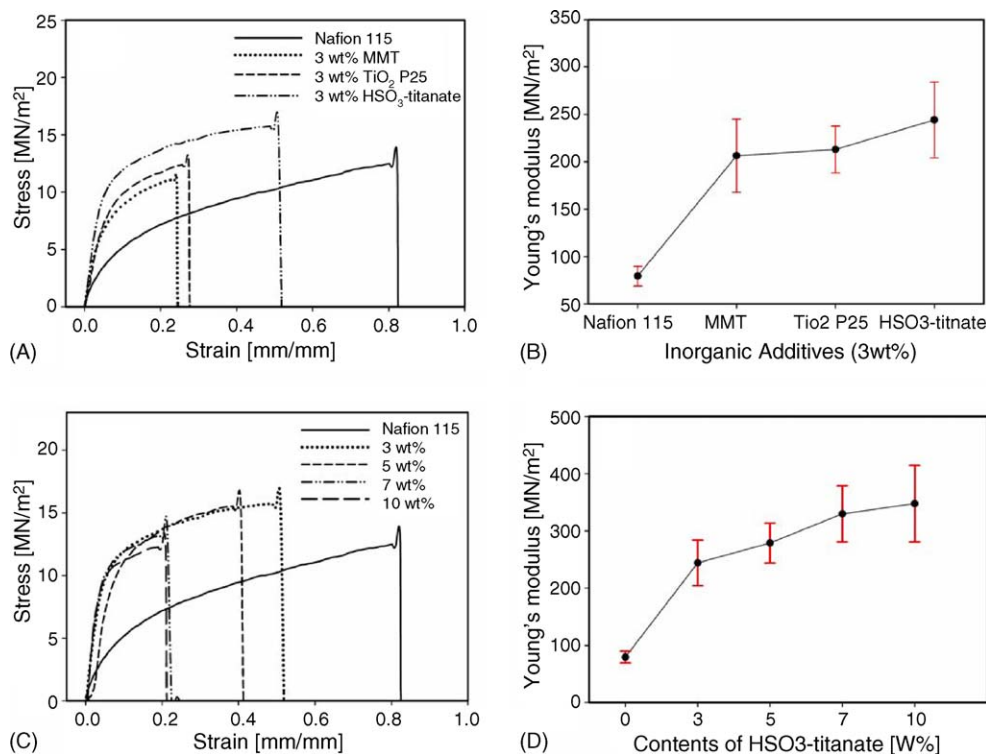 25
20
15
10
5
0
Stress [MN/m²]
Nafion 115
3 wt% MMT
3 wt% TiO₂ P25
3 wt% HSO₃-titanate
0.0 0.2 0.4 0.6 0.8 1.0
Strain [mm/mm]
(A)
300
250
200
150
100
50
Young's modulus [MN/m²]
Nafion 115 MMT Tio2 P25 HSO3-titnate
Inorganic Additives (3wt%)
(B)
20
15
10
5
0
Stress [MN/m²]
Nafion 115
3 wt%
5 wt%
7 wt%
10 wt%
0.0 0.2 0.4 0.6 0.8 1.0
Strain [mm/mm]
(C)
500
400
300
200
100
0
Young's modulus [MN/m²]
0 3 5 7 10
Contents of HSO3-titanate [W%]
(D)